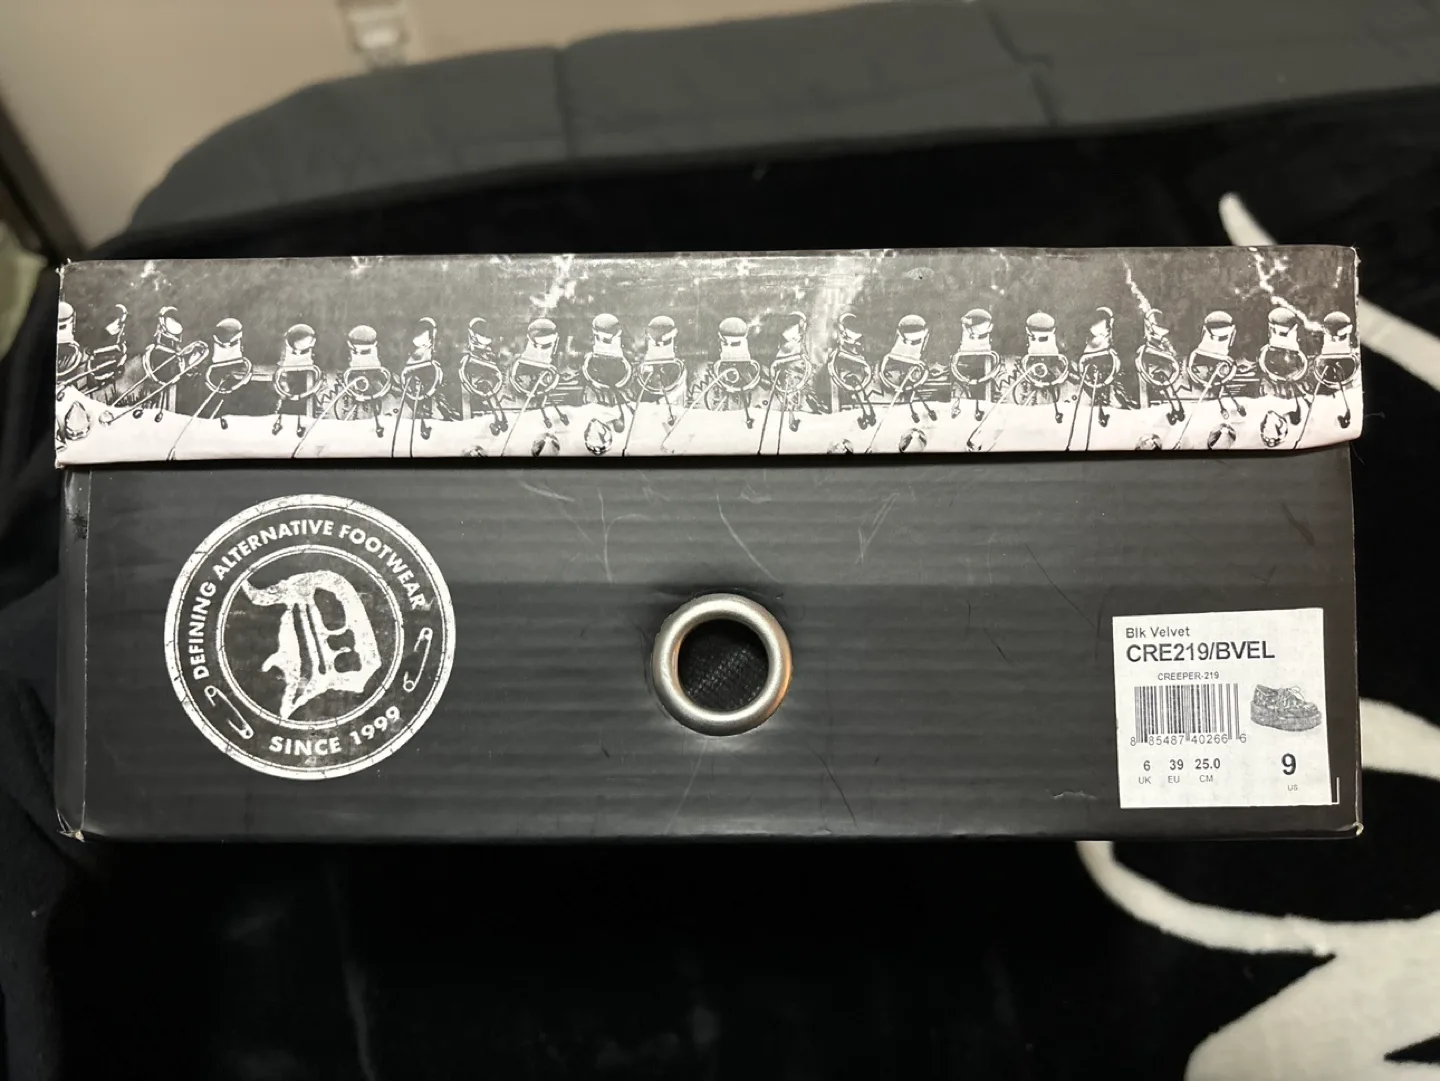 DEFINING ALTERNATIVE FOOTWEAR
D
SINCE 1999
Blk Velvet
CRE219/BVEL
CREEPER-219
8 85487 40266 6
6 39 25.0 9
UK EU CM US